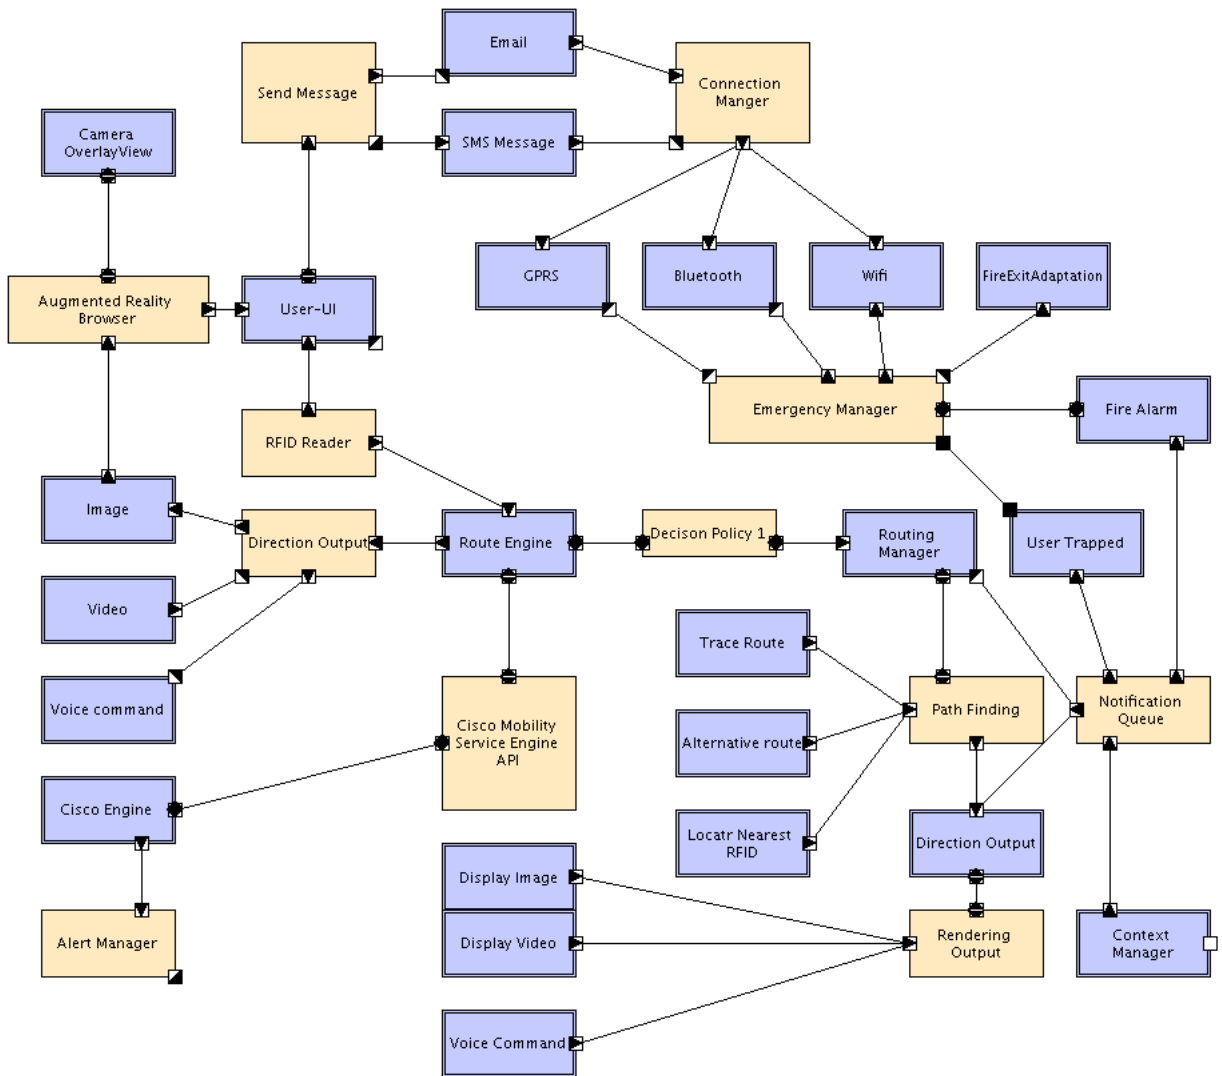 Email
Send Message
Connection
Manger
Camera
OverlayView
SMS Message
GPRS
Bluetooth
Wifi
FireExitAdaptation
Augmented Reality
Browser
User-UI
Emergency Manager
Fire Alarm
RFID Reader
Image
Direction Output
Route Engine
Decison Policy 1
Routing
Manager
User Trapped
Video
Trace Route
Voice command
Cisco Mobility
Service Engine
API
Alternative route
Path Finding
Notification
Queue
Cisco Engine
Locatr Nearest
RFID
Direction Output
Display Image
Alert Manager
Display Video
Rendering
Output
Context
Manager
Voice Command